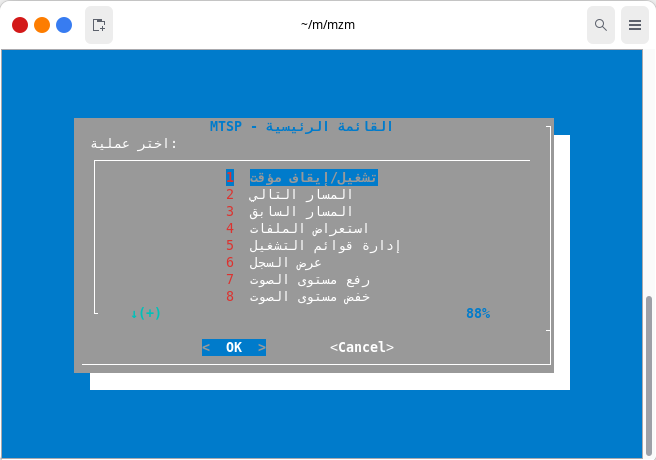 ~/m/mzm
القائمة الرئيسية - MTSP
اختر عملية:
1 تشغيل/إيقاف مؤقت
2 المسار التالي
3 المسار السابق
4 استعراض الملفات
5 إدارة قوائم التشغيل
6 عرض السجل
7 رفع مستوى الصوت
8 خفض مستوى الصوت
↓(+) 88%
< OK > <Cancel>